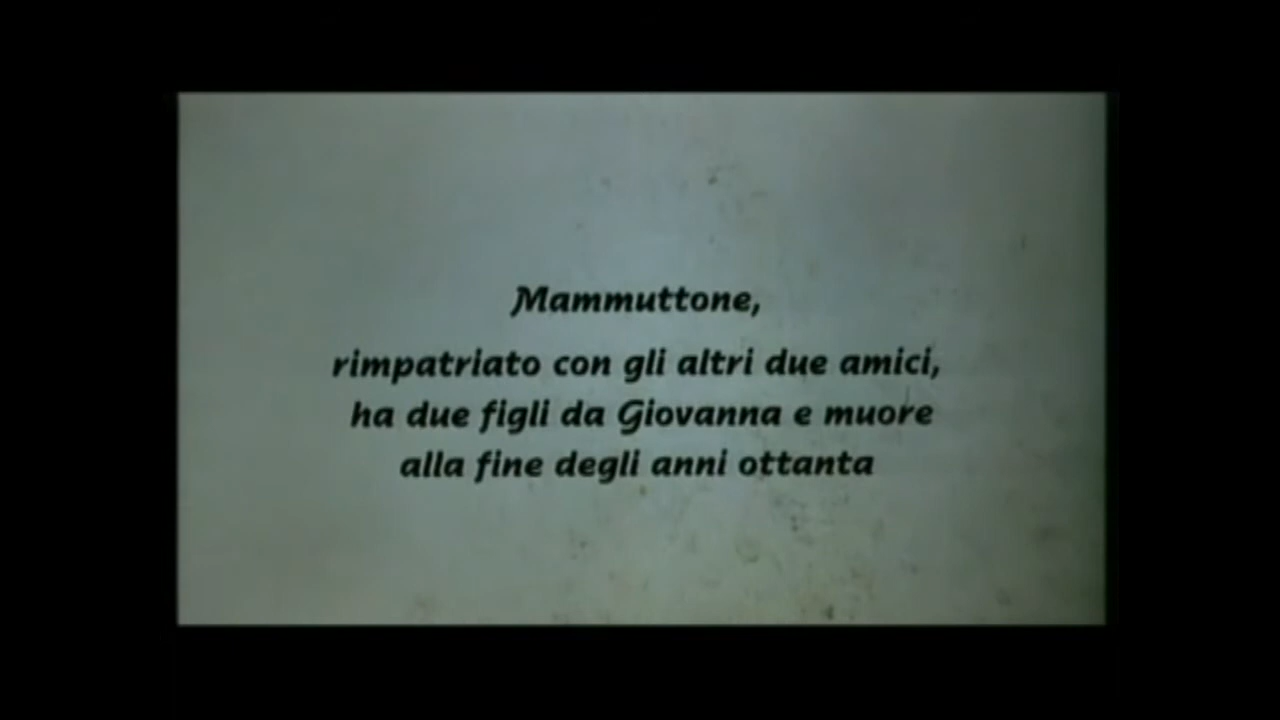 Mammuttone,
rimpatriato con gli altri due amici,
ha due figli da Giovanna e muore
alla fine degli anni ottanta